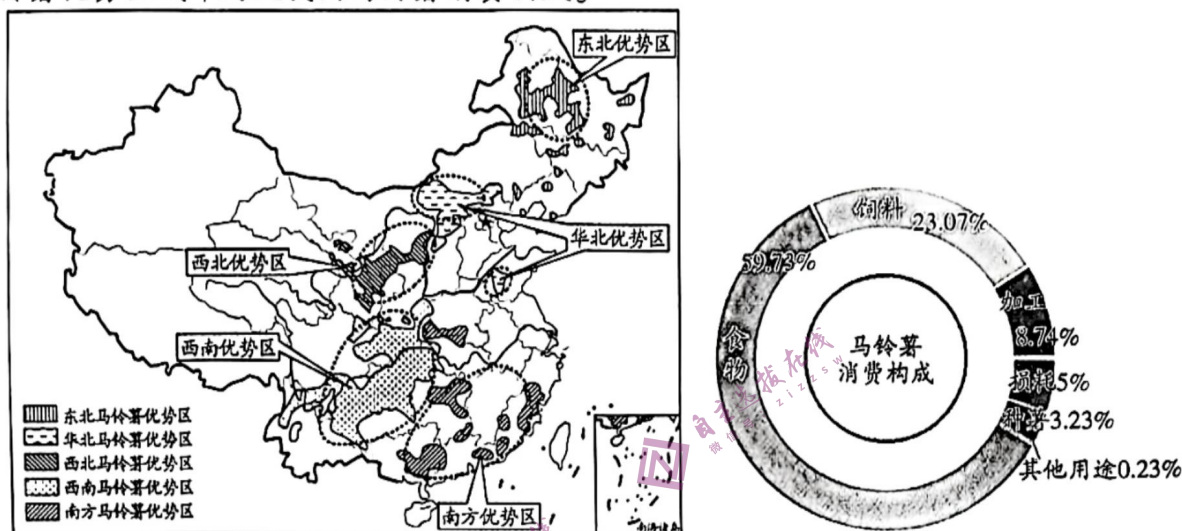 东北优势区
华北优势区
西北优势区
西南优势区
南方优势区
东北马铃薯优势区
华北马铃薯优势区
西北马铃薯优势区
西南马铃薯优势区
南方马铃薯优势区
饲料
23.07%
59.73%
食物
加工
8.74%
损耗5%
种薯3.23%
其他用途0.23%
马铃薯
消费构成
zizzsw